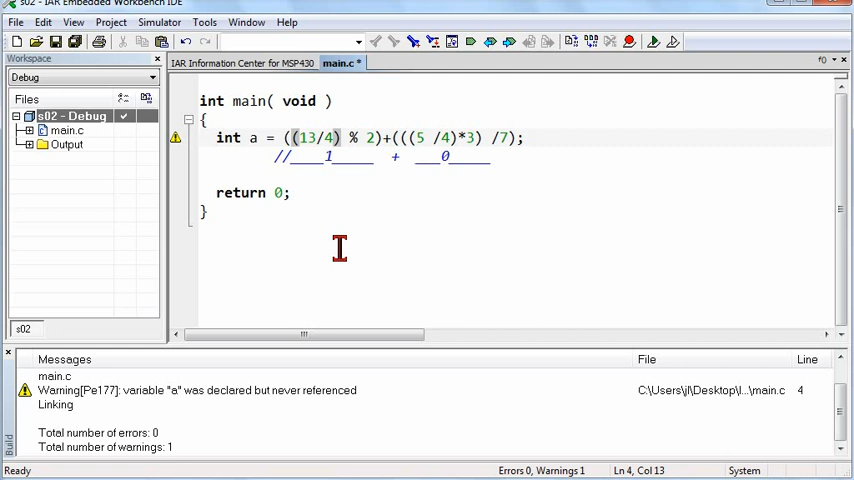 s02 - IAR Embedded Workbench IDE
File Edit View Project Simulator Tools Window Help
Workspace
Debug
Files
s02 - Debug
main.c
Output
s02
IAR Information Center for MSP430 main.c *
f0
int main( void )
{
int a = ((13/4) % 2)+(((5 /4)*3) /7);
//____1_____ + ___0_____
return 0;
}
Messages File Line
main.c
Warning[Pe177]: variable "a" was declared but never referenced C:\Users\jl\Desktop\l...\main.c 4
Linking
Total number of errors: 0
Total number of warnings: 1
Build
Ready Errors 0, Warnings 1 Ln 4, Col 13 System